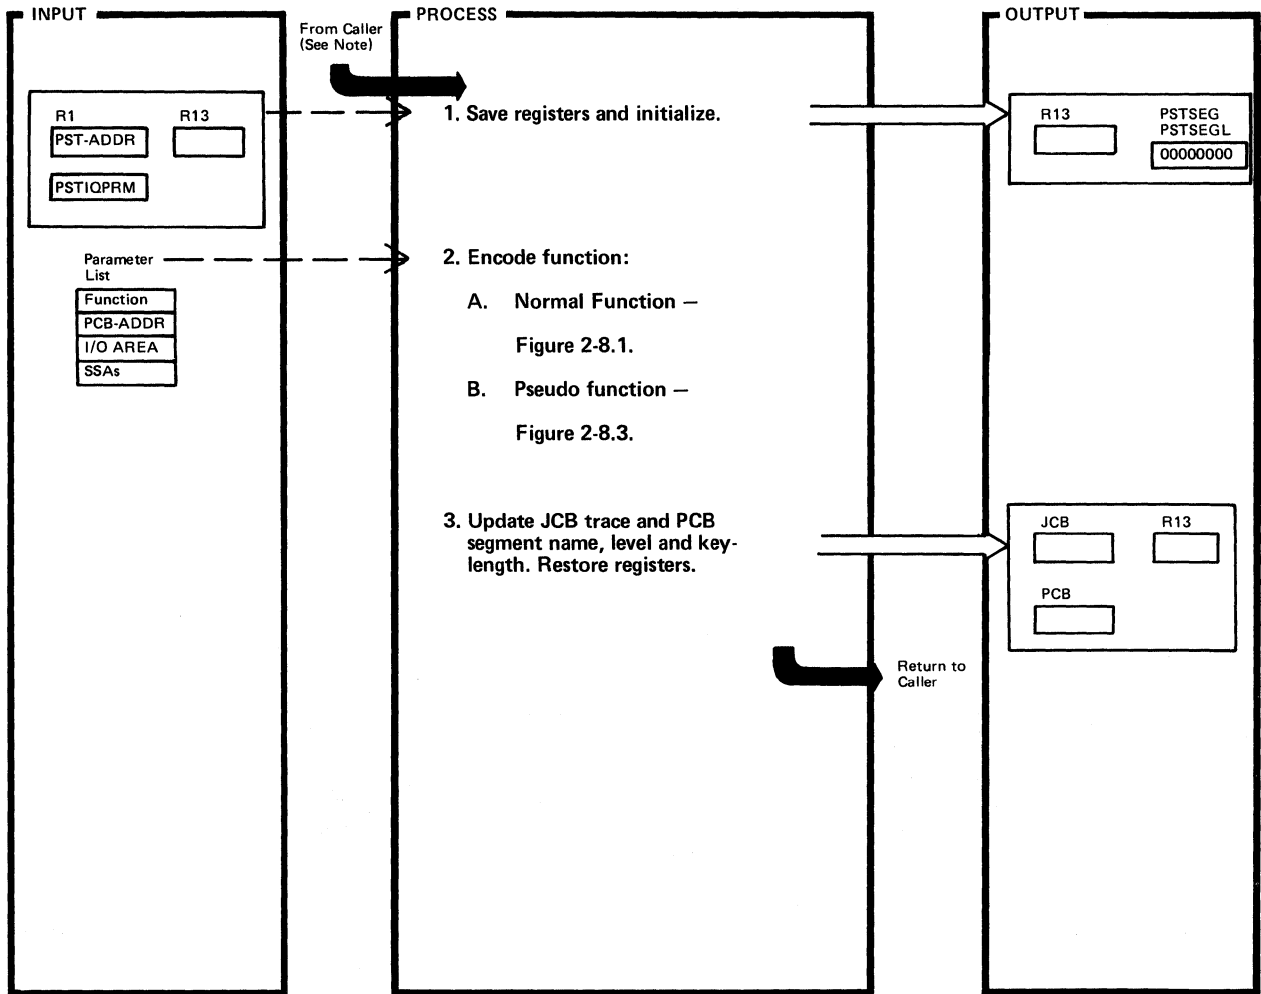 INPUT
From Caller
(See Note)
PROCESS
OUTPUT
R1
R13
PST-ADDR
PSTIQPRM
1. Save registers and initialize.
R13
PSTSEG
PSTSEGL
00000000
Parameter
List
Function
PCB-ADDR
I/O AREA
SSAs
2. Encode function:
A. Normal Function —
Figure 2-8.1.
B. Pseudo function —
Figure 2-8.3.
3. Update JCB trace and PCB
segment name, level and key-
length. Restore registers.
JCB
R13
PCB
Return to
Caller